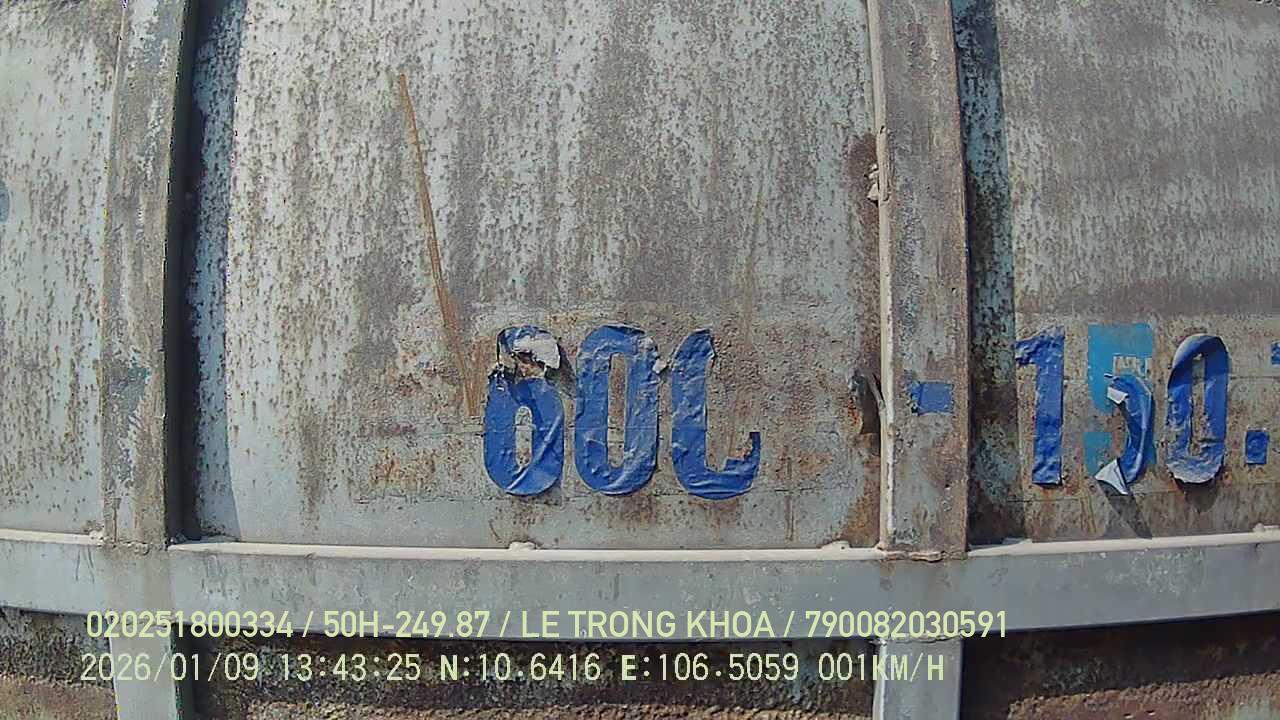 60C - 150.
020251800334 / 50H-249.87 / LE TRONG KHOA / 790082030591
2026/01/09 13:43:25 N:10.6416 E:106.5059 001KM/H